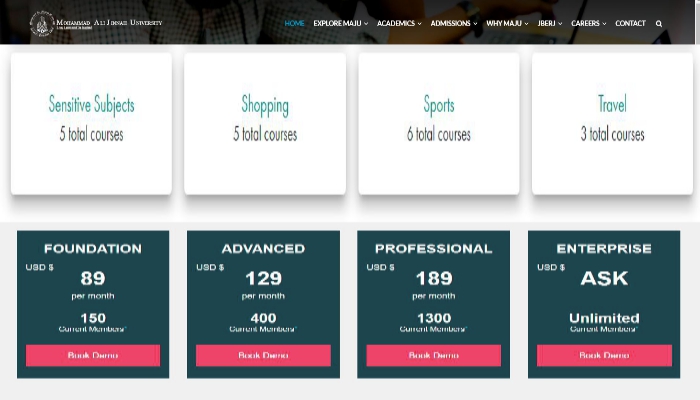 Mohammad Ali Jinnah University
HOME EXPLORE MAJU ACADEMICS ADMISSIONS WHY MAJU JBERJ CAREERS CONTACT
Sensitive Subjects Shopping Sports Travel
5 total courses 5 total courses 6 total courses 3 total courses
FOUNDATION ADVANCED PROFESSIONAL ENTERPRISE
USD $ USD $ USD $ USD $
89 129 189 ASK
per month per month per month
150 400 1300 Unlimited
Current Members* Current Members* Current Members* Current Members*
Book Demo Book Demo Book Demo Book Demo